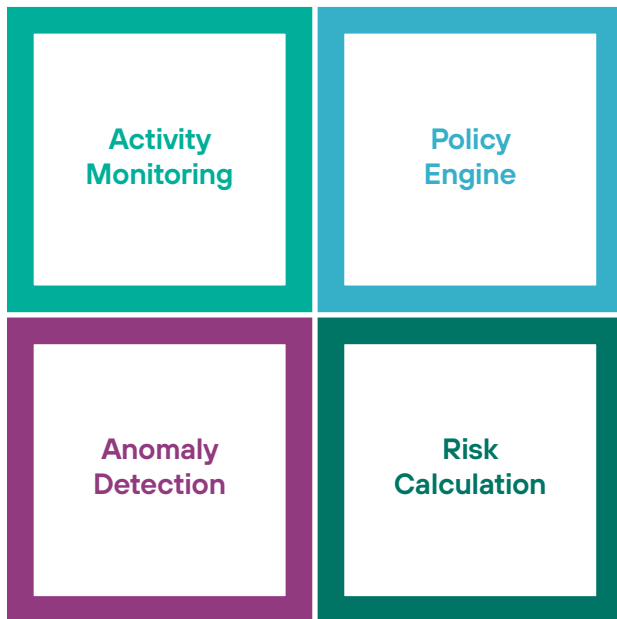 Activity
Monitoring
Policy
Engine
Anomaly
Detection
Risk
Calculation